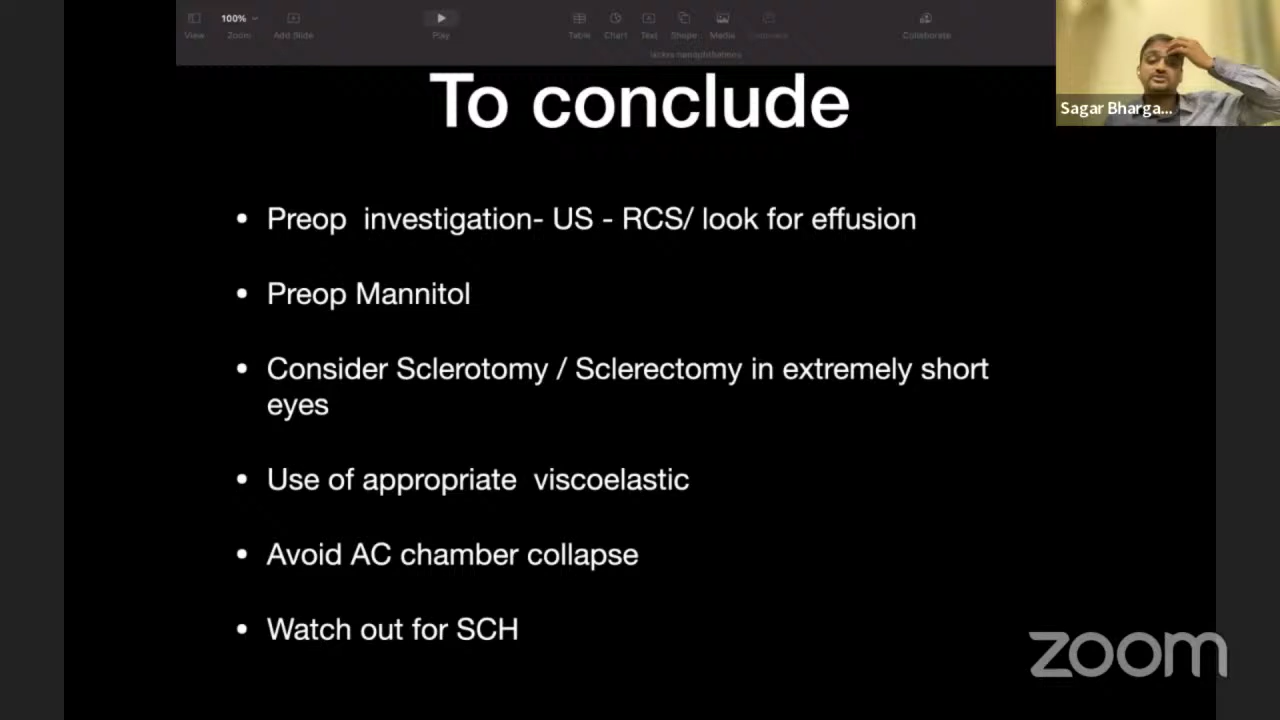 100%
View Zoom Add Slide Play Table Chart Text Shape Media Comment Collaborate
To conclude
Sagar Bharga...
• Preop investigation- US - RCS/ look for effusion
• Preop Mannitol
• Consider Sclerotomy / Sclerectomy in extremely short
eyes
• Use of appropriate viscoelastic
• Avoid AC chamber collapse
• Watch out for SCH
zoom